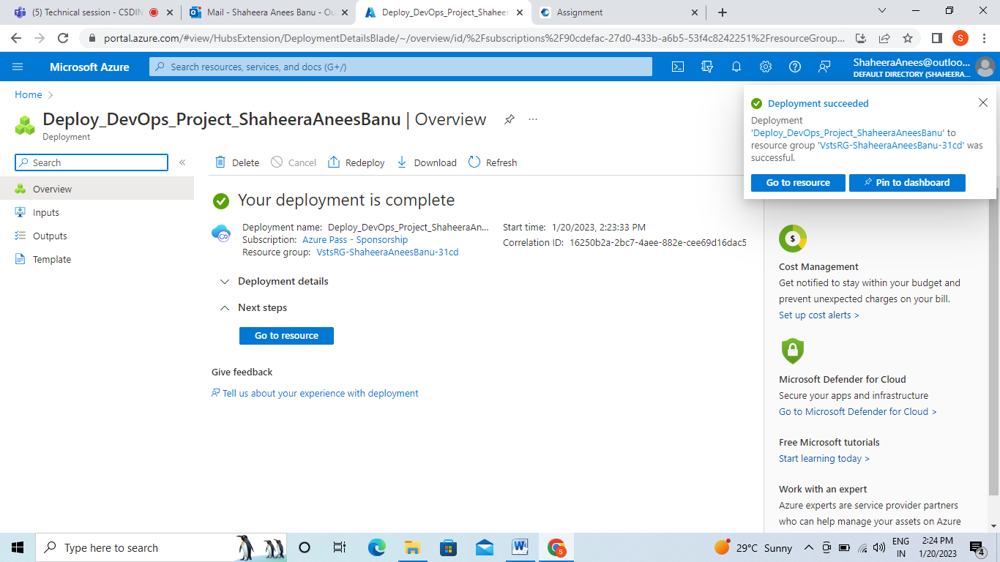 (5) Technical session - CSDIN
Mail - Shaheera Anees Banu - Ou
Deploy_DevOps_Project_Shaheer
Assignment
portal.azure.com/#view/HubsExtension/DeploymentDetailsBlade/~/overview/id/%2Fsubscriptions%2F90cdefac-27d0-433b-a6b5-53f4c8242251%2FresourceGroup...
S
Microsoft Azure
Search resources, services, and docs (G+/)
ShaheeraAnees@outloo...
DEFAULT DIRECTORY (SHAHEERA...
Home
Deploy_DevOps_Project_ShaheeraAneesBanu | Overview
Deployment
Search
Overview
Inputs
Outputs
Template
Delete
Cancel
Redeploy
Download
Refresh
Your deployment is complete
Deployment name: Deploy_DevOps_Project_ShaheeraAn...
Subscription: Azure Pass - Sponsorship
Resource group: VstsRG-ShaheeraAneesBanu-31cd
Start time: 1/20/2023, 2:23:33 PM
Correlation ID: 16250b2a-2bc7-4aee-882e-cee69d16dac5
Deployment details
Next steps
Go to resource
Give feedback
Tell us about your experience with deployment
Deployment succeeded
Deployment
'Deploy_DevOps_Project_ShaheeraAneesBanu' to
resource group 'VstsRG-ShaheeraAneesBanu-31cd' was
successful.
Go to resource
Pin to dashboard
Cost Management
Get notified to stay within your budget and
prevent unexpected charges on your bill.
Set up cost alerts >
Microsoft Defender for Cloud
Secure your apps and infrastructure
Go to Microsoft Defender for Cloud >
Free Microsoft tutorials
Start learning today >
Work with an expert
Azure experts are service provider partners
who can help manage your assets on Azure
Type here to search
29°C Sunny
ENG
IN
2:24 PM
1/20/2023
4